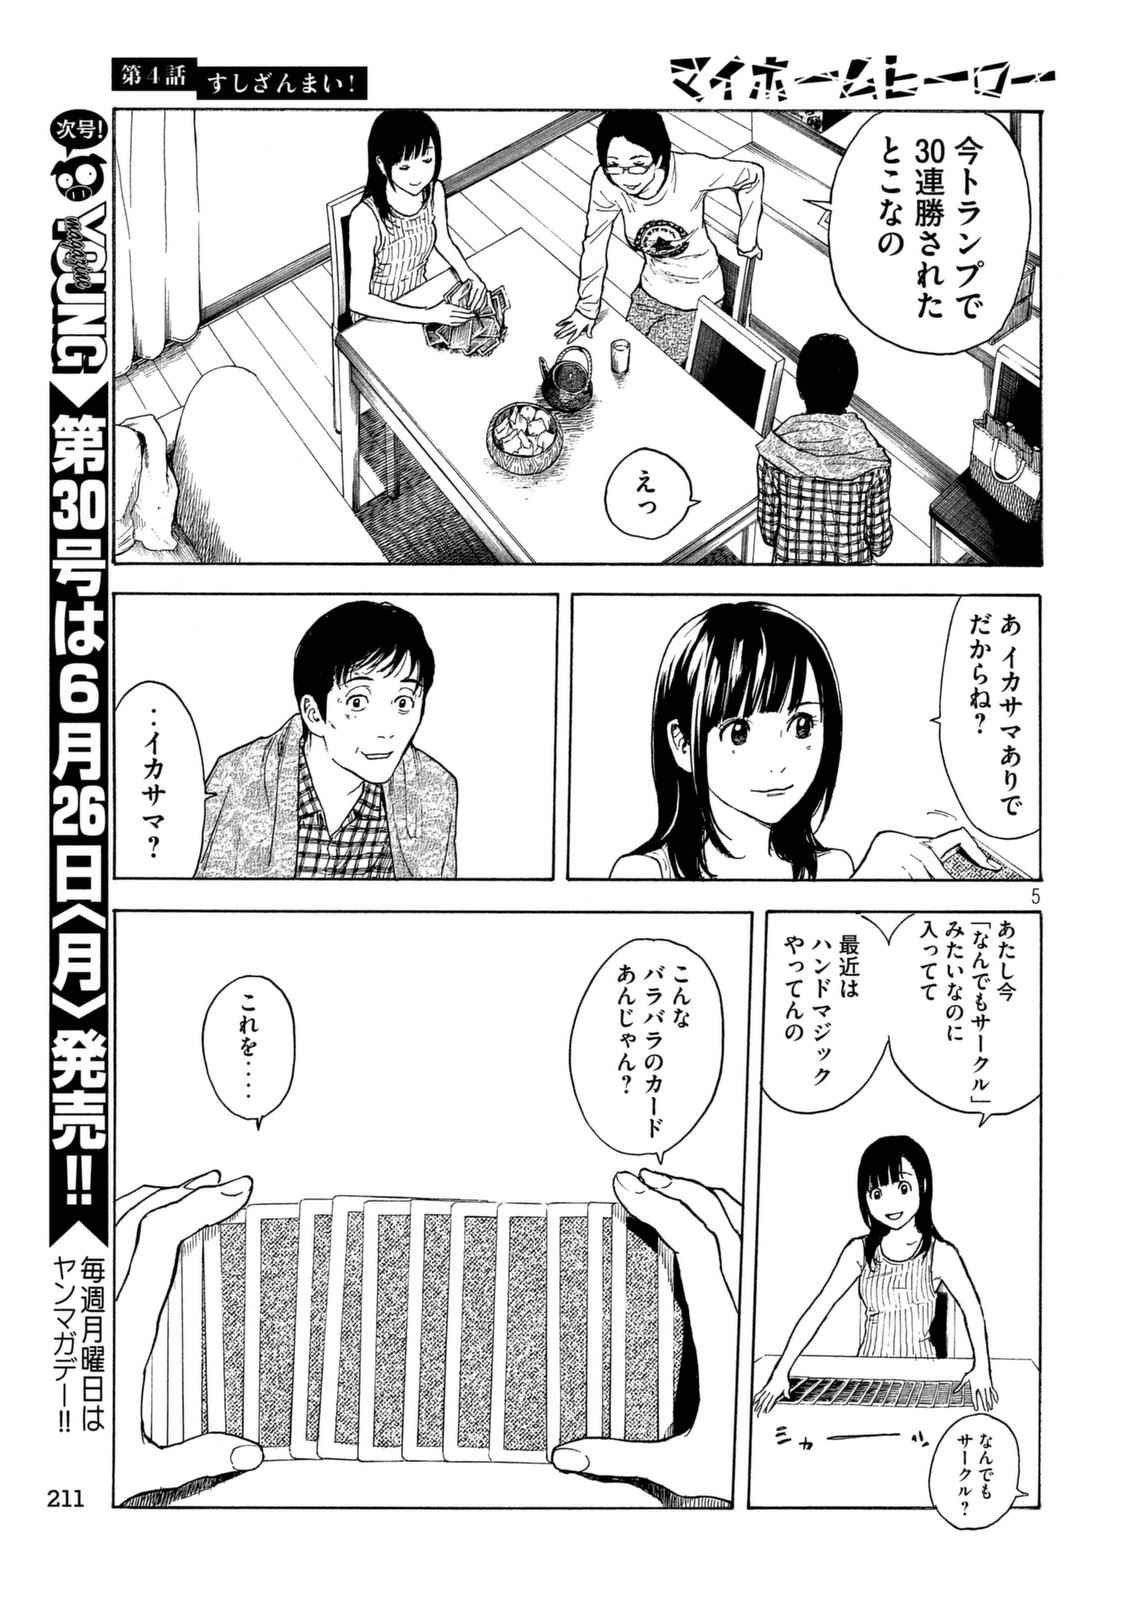 第4話
すしざんまい!
マイホームヒーロー
今トランプで
30連勝された
とこなの
えっ
あ イカサマありで
だからね?
‥イカサマ?
5
あたし今
「なんでもサークル」
みたいなのに
入ってて
最近は
ハンドマジック
やってんの
シャーーッ
なんでも
サークル?
こんな
バラバラのカード
あんじゃん?
これを‥‥
次号!
YOUNG
magazine
第30号は6月26日〈月〉発売!!
毎週月曜日は
ヤンマガデー!!
211